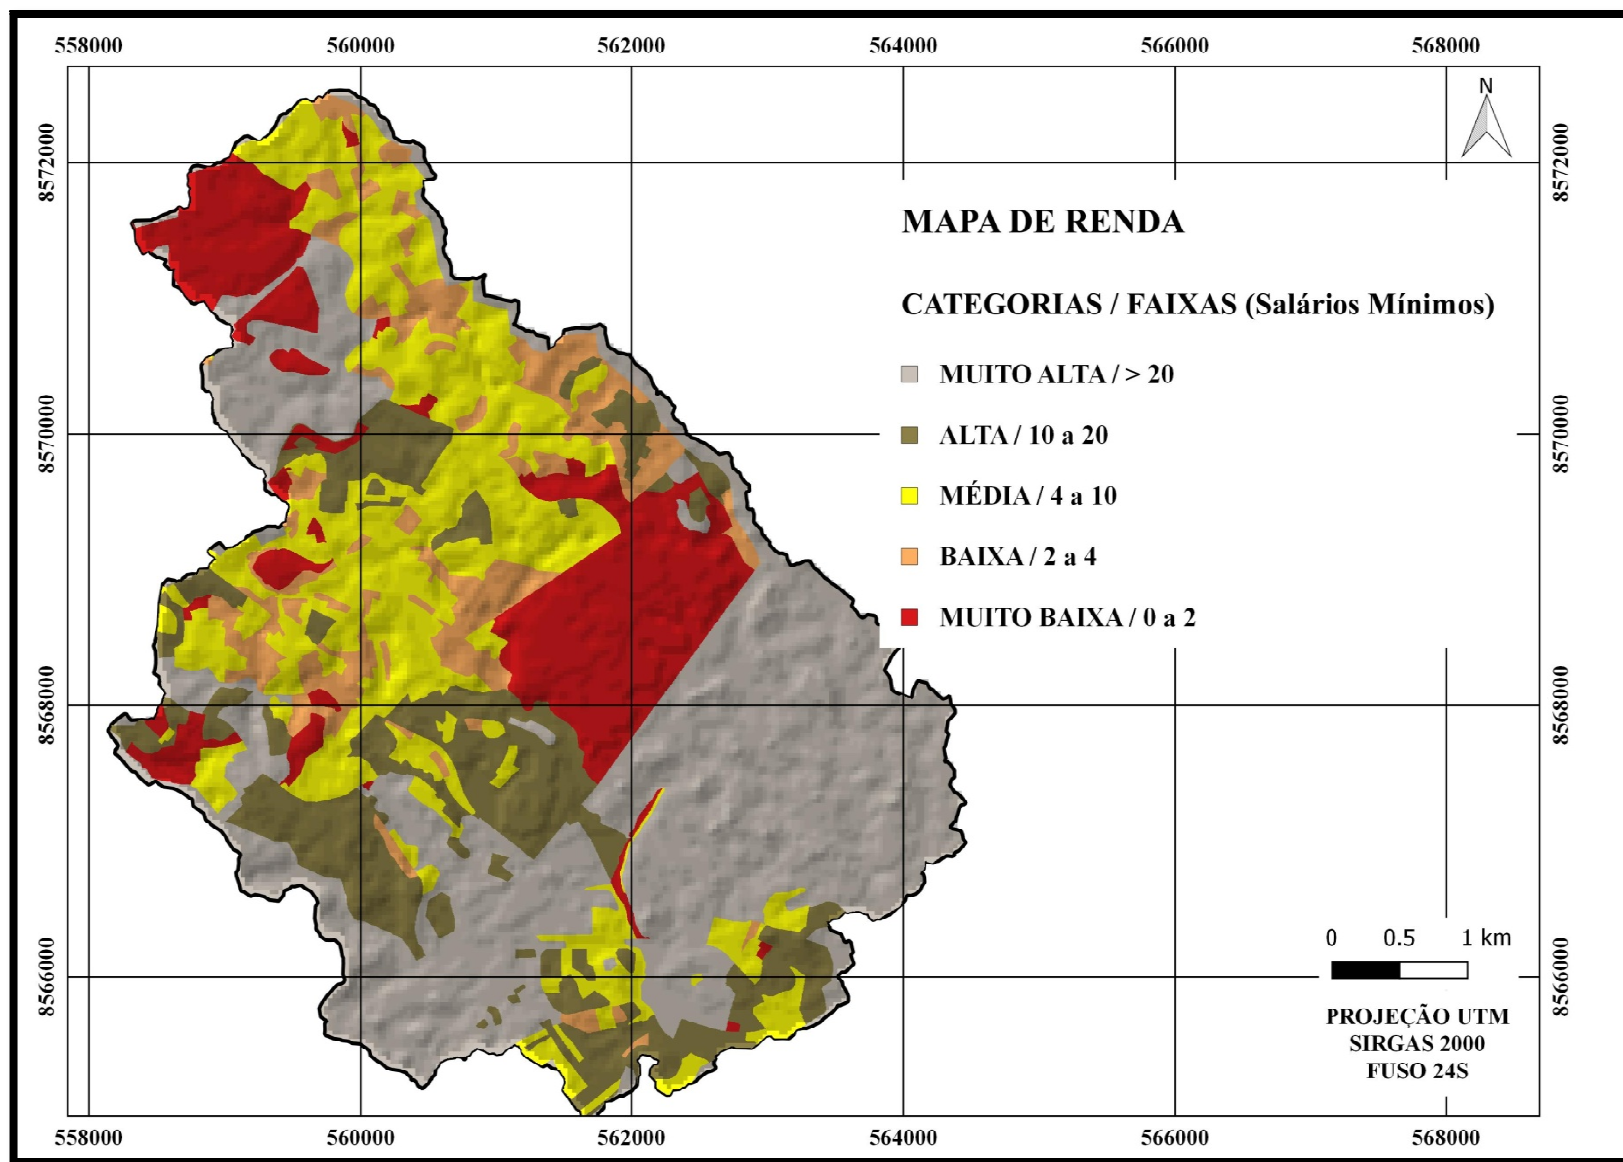 558000 560000 562000 564000 566000 568000
N
8572000 8572000
MAPA DE RENDA
CATEGORIAS / FAIXAS (Salários Mínimos)
MUITO ALTA / > 20
8570000 ALTA / 10 a 20 8570000
MÉDIA / 4 a 10
BAIXA / 2 a 4
MUITO BAIXA / 0 a 2
8568000 8568000
0 0.5 1 km
8566000 8566000
PROJEÇÃO UTM
SIRGAS 2000
FUSO 24S
558000 560000 562000 564000 566000 568000